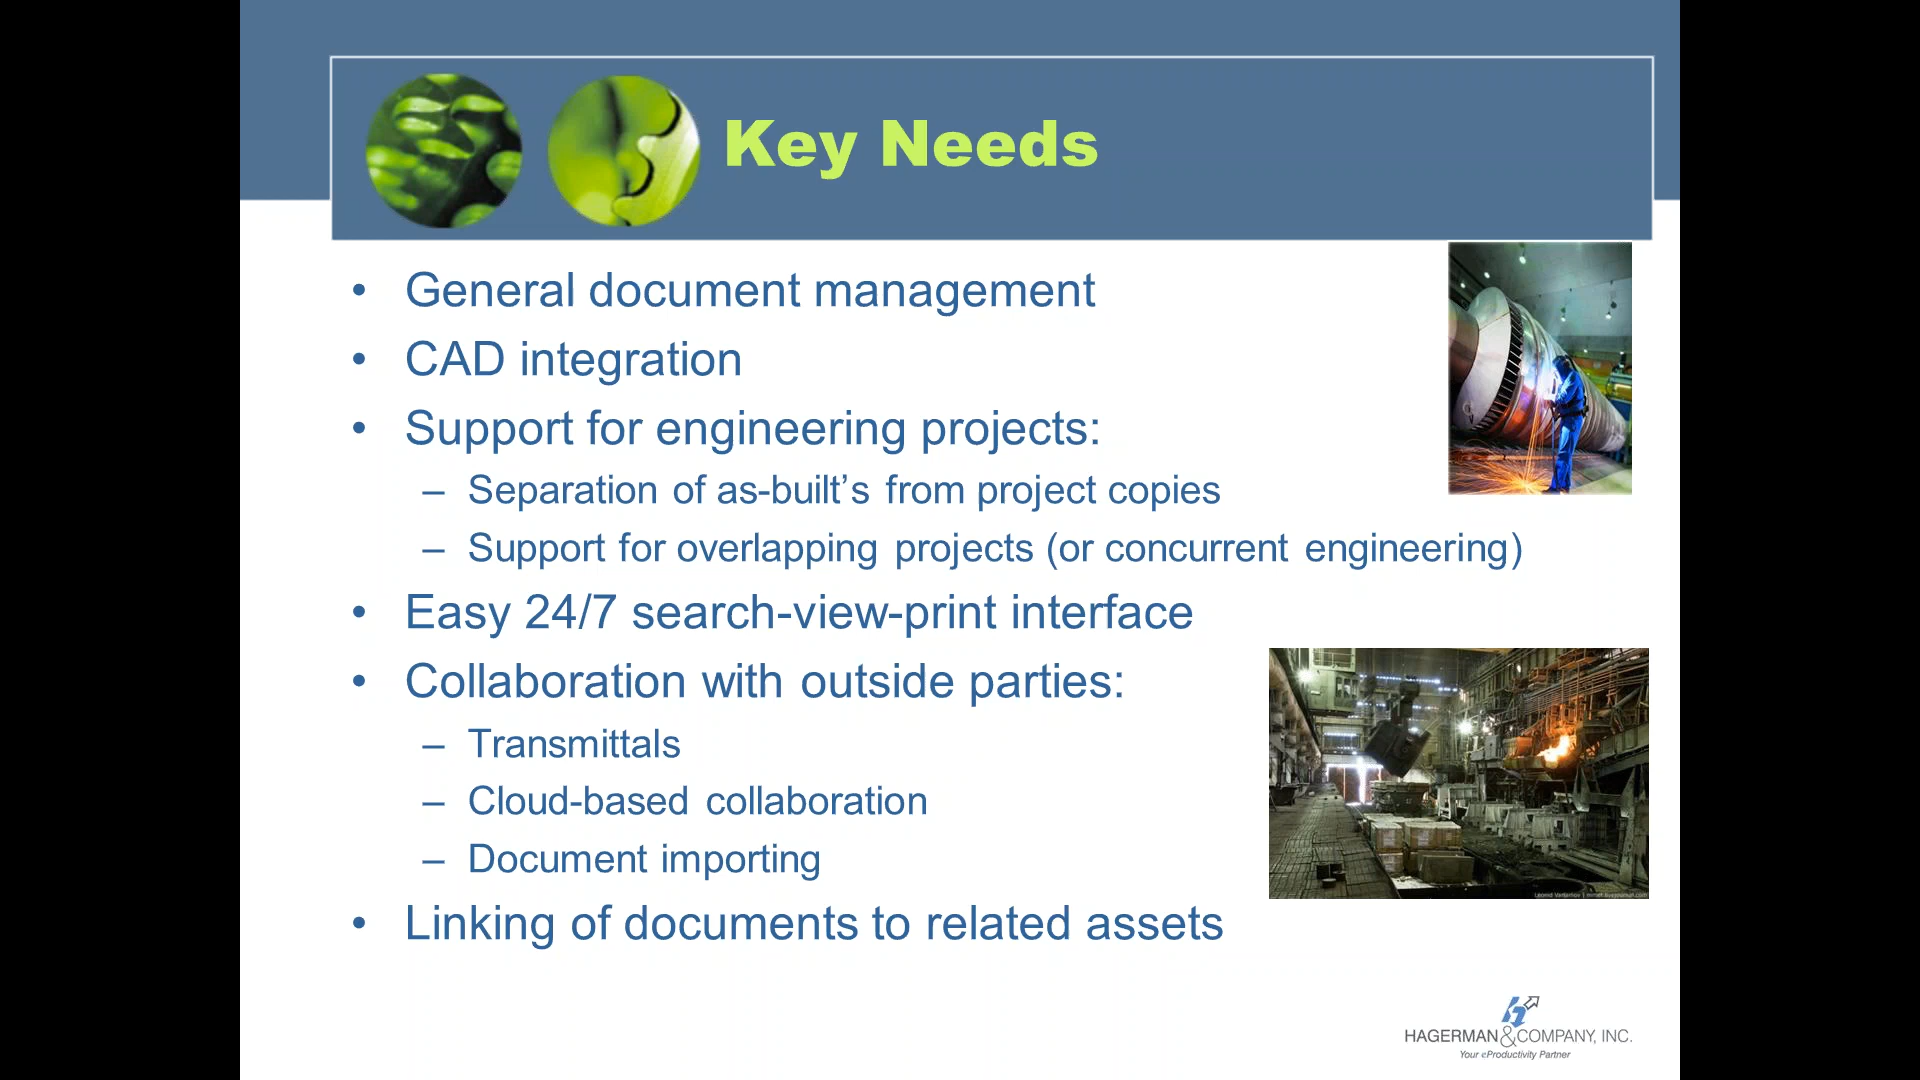 Key Needs
• General document management
• CAD integration
• Support for engineering projects:
– Separation of as-built’s from project copies
– Support for overlapping projects (or concurrent engineering)
• Easy 24/7 search-view-print interface
• Collaboration with outside parties:
– Transmittals
– Cloud-based collaboration
– Document importing
• Linking of documents to related assets
HAGERMAN & COMPANY, INC.
Your eProductivity Partner